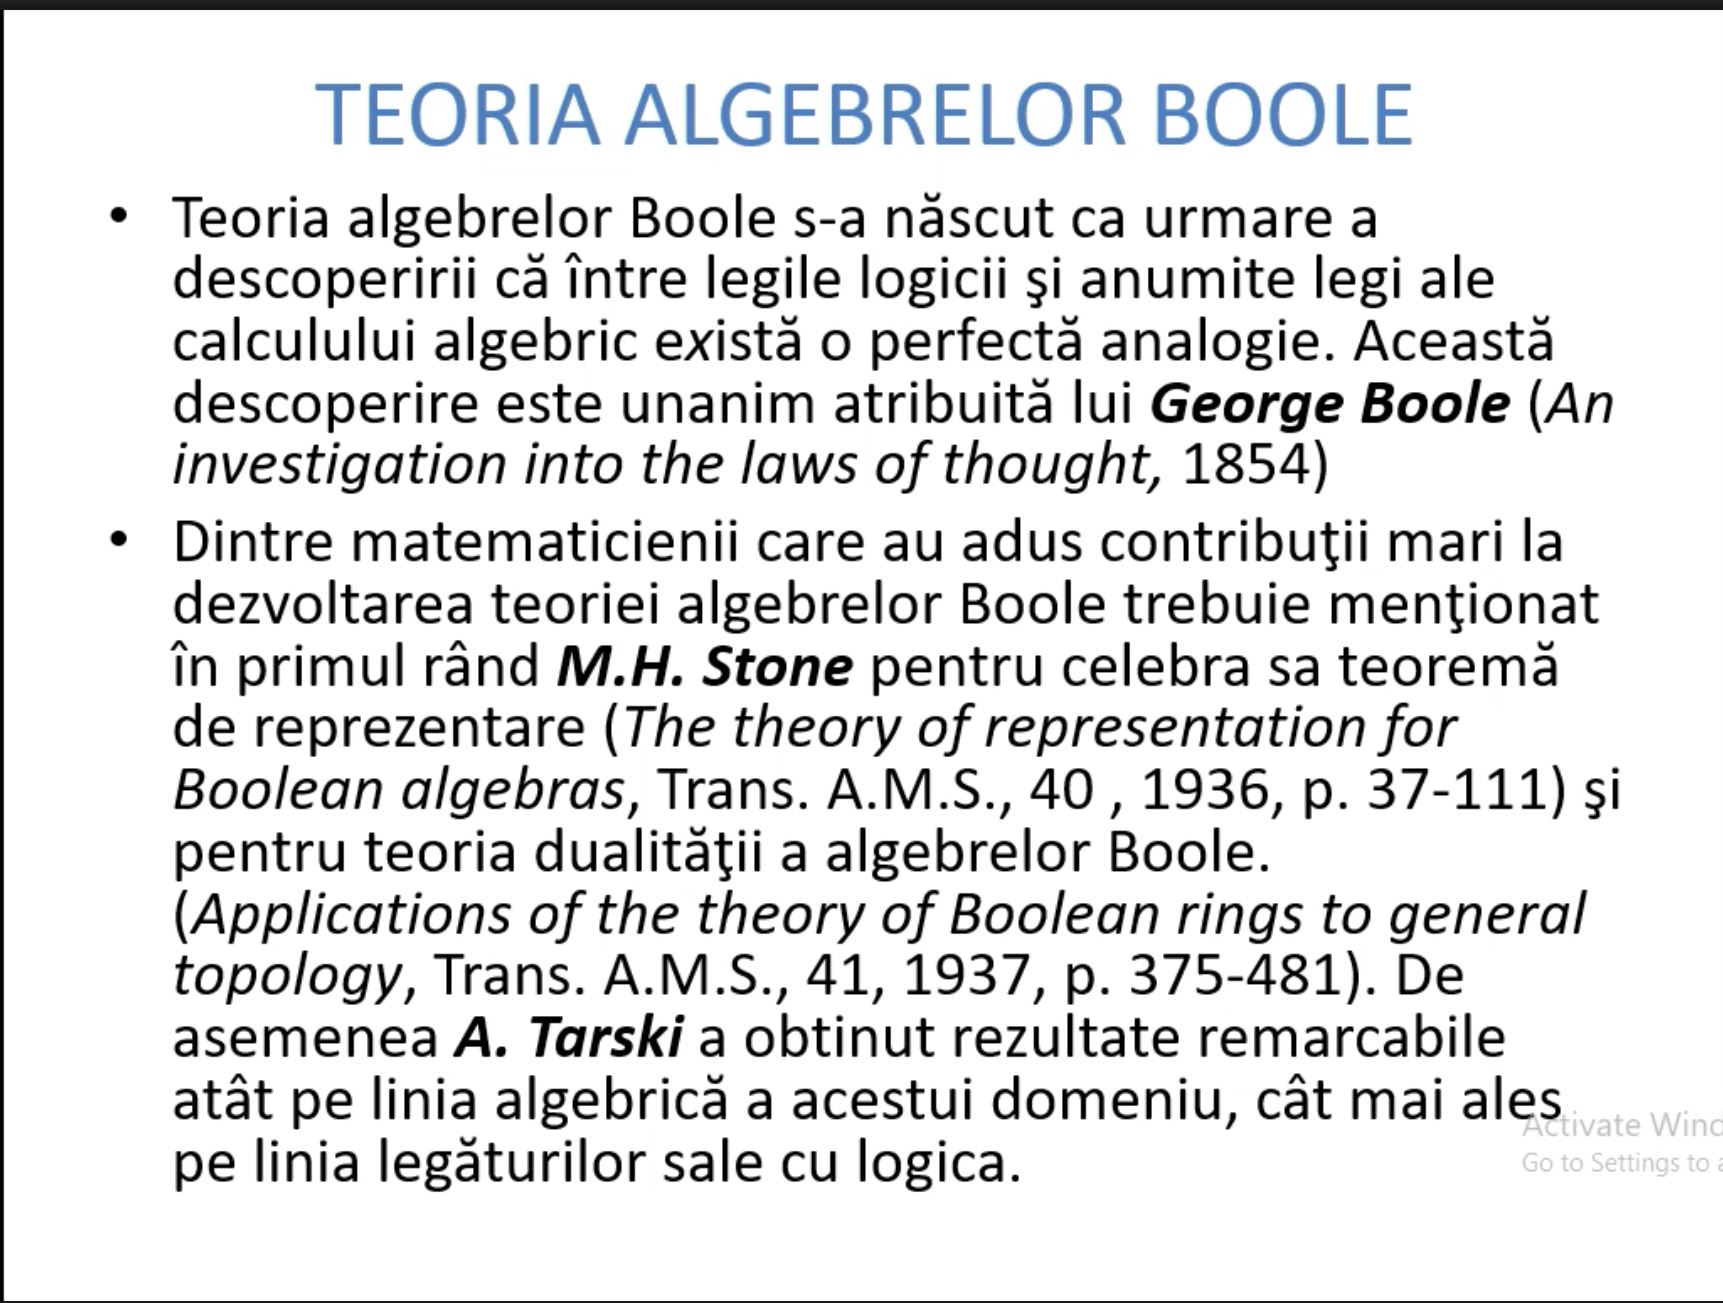 TEORIA ALGEBRELOR BOOLE
• Teoria algebrelor Boole s-a născut ca urmare a
descoperirii că între legile logicii şi anumite legi ale
calculului algebric există o perfectă analogie. Această
descoperire este unanim atribuită lui George Boole (An
investigation into the laws of thought, 1854)
• Dintre matematicienii care au adus contribuţii mari la
dezvoltarea teoriei algebrelor Boole trebuie menţionat
în primul rând M.H. Stone pentru celebra sa teoremă
de reprezentare (The theory of representation for
Boolean algebras, Trans. A.M.S., 40 , 1936, p. 37-111) şi
pentru teoria dualităţii a algebrelor Boole.
(Applications of the theory of Boolean rings to general
topology, Trans. A.M.S., 41, 1937, p. 375-481). De
asemenea A. Tarski a obtinut rezultate remarcabile
atât pe linia algebrică a acestui domeniu, cât mai ales
pe linia legăturilor sale cu logica.
Activate Wind
Go to Settings to a